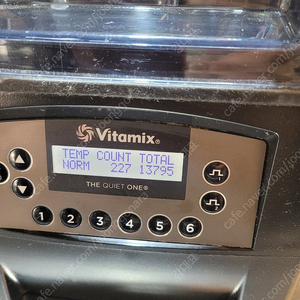 Vitamix®
TEMP COUNT TOTAL
NORM 227 13795
THE QUIET ONE®
1 2 3 4 5 6